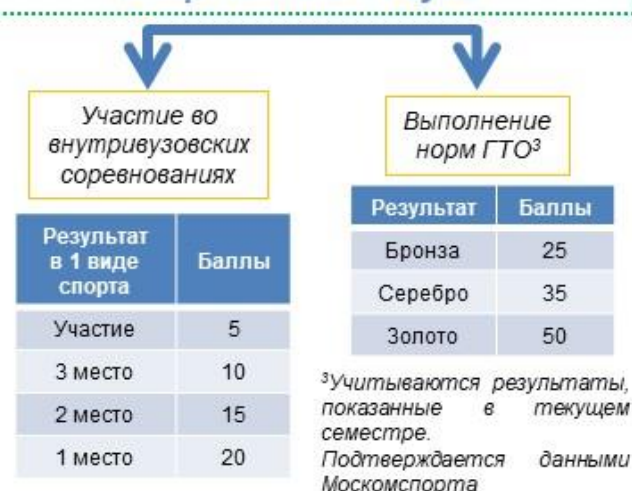 Участие во
внутривузовских
соревнованиях
Результат
в 1 виде
спорта
Баллы
Участие 5
3 место 10
2 место 15
1 место 20
Выполнение
норм ГТО³
Результат Баллы
Бронза 25
Серебро 35
Золото 50
³Учитываются результаты,
показанные в текущем
семестре.
Подтверждается данными
Москомспорта